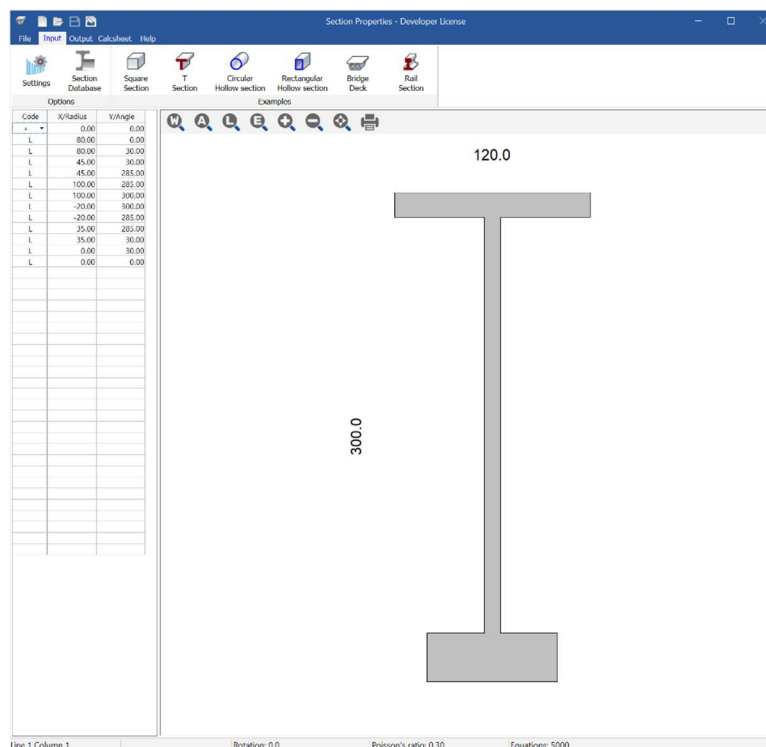 Section Properties - Developer License
File Input Output Calcsheet Help
Settings Section Database Square Section T Section Circular Hollow section Rectangular Hollow section Bridge Deck Rail Section
Options Examples
Code X/Radius Y/Angle
+ 0.00 0.00
L 80.00 0.00
L 80.00 30.00
L 45.00 30.00
L 45.00 285.00
L 100.00 285.00
L 100.00 300.00
L -20.00 300.00
L -20.00 285.00
L 35.00 285.00
L 35.00 30.00
L 0.00 30.00
L 0.00 0.00
W A L E
120.0
300.0
Line 1 Column 1 Rotation: 0.0 Poisson's ratio: 0.30 Equations: 5000